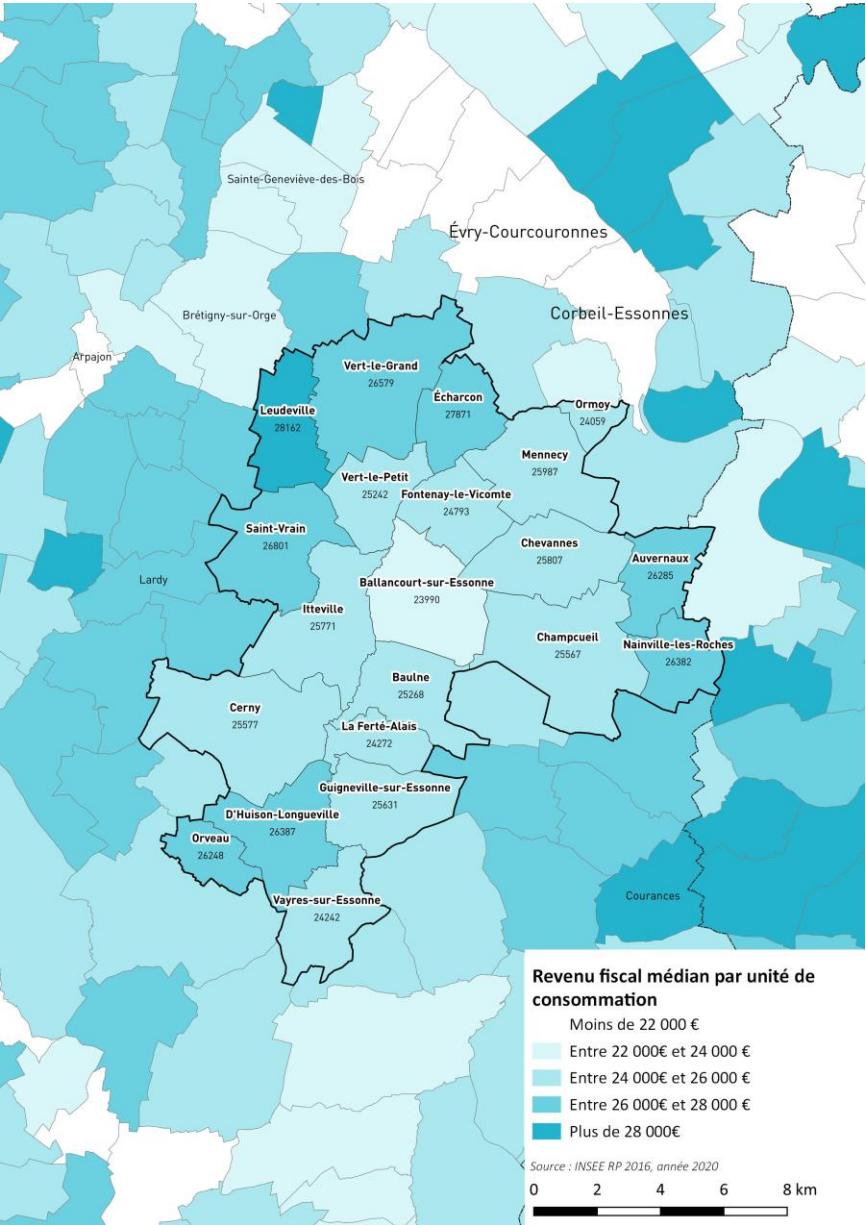 Sainte-Geneviève-des-Bois
Évry-Courcouronnes
Corbeil-Essonnes
Brétigny-sur-Orge
Arpajon
Vert-le-Grand
26579
Écharcon
27871
Ormoy
24059
Leudeville
28162
Mennecy
25987
Vert-le-Petit
25242
Fontenay-le-Vicomte
24793
Saint-Vrain
26801
Chevannes
25807
Auvernaux
26285
Lardy
Ballancourt-sur-Essonne
23990
Itteville
25771
Champcueil
25567
Nainville-les-Roches
26382
Baulne
25268
Cerny
25577
La Ferté-Alais
24272
Guigneville-sur-Essonne
25631
D'Huison-Longueville
26387
Orveau
26248
Vayres-sur-Essonne
24242
Courances
Revenu fiscal médian par unité de
consommation
Moins de 22 000 €
Entre 22 000€ et 24 000 €
Entre 24 000€ et 26 000 €
Entre 26 000€ et 28 000 €
Plus de 28 000€
Source : INSEE RP 2016, année 2020
0 2 4 6 8 km